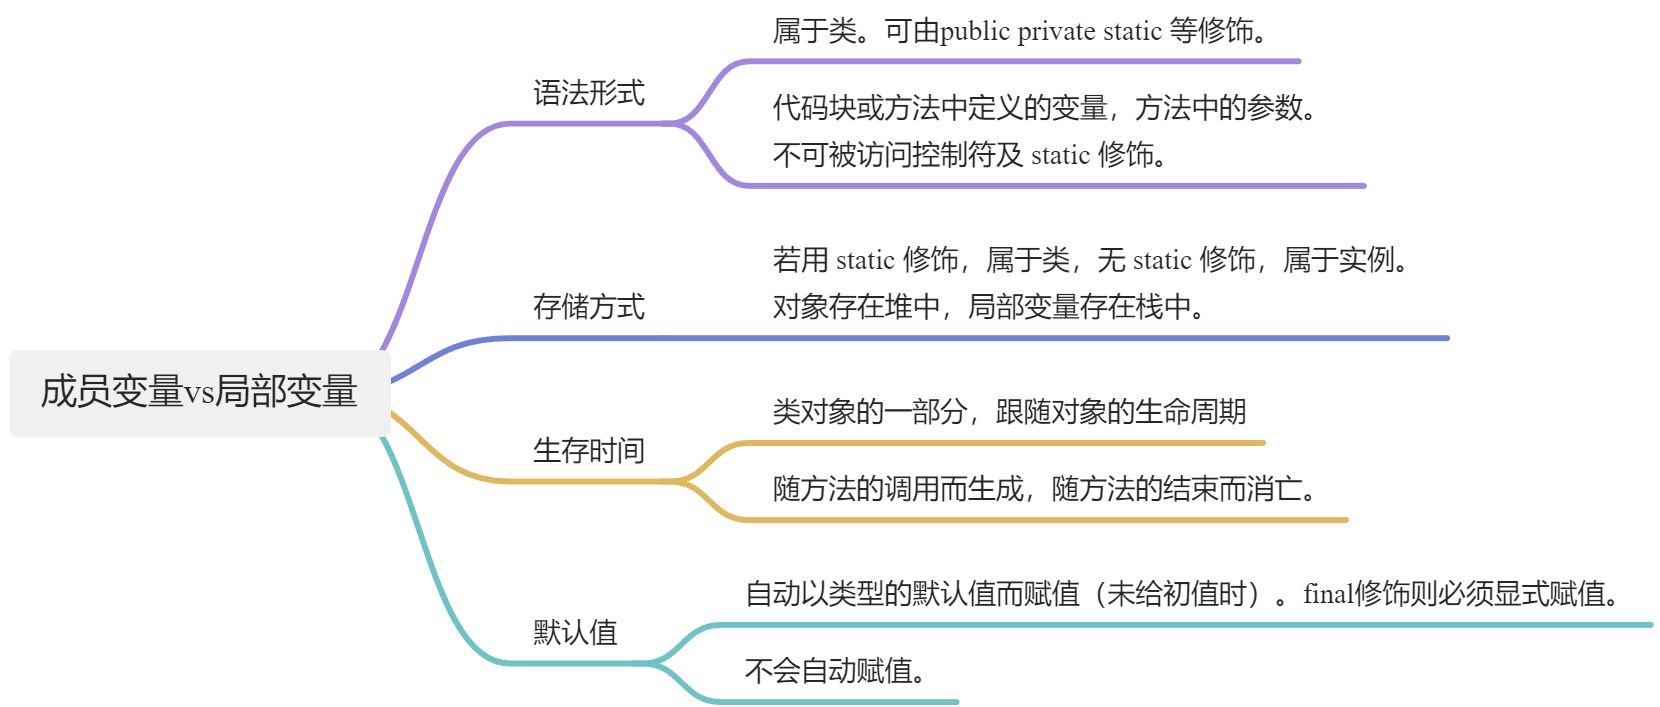 成员变量vs局部变量
语法形式
属于类。可由public private static 等修饰。
代码块或方法中定义的变量，方法中的参数。
不可被访问控制符及 static 修饰。
存储方式
若用 static 修饰，属于类，无 static 修饰，属于实例。
对象存在堆中，局部变量存在栈中。
生存时间
类对象的一部分，跟随对象的生命周期
随方法的调用而生成，随方法的结束而消亡。
默认值
自动以类型的默认值而赋值（未给初值时）。final修饰则必须显式赋值。
不会自动赋值。